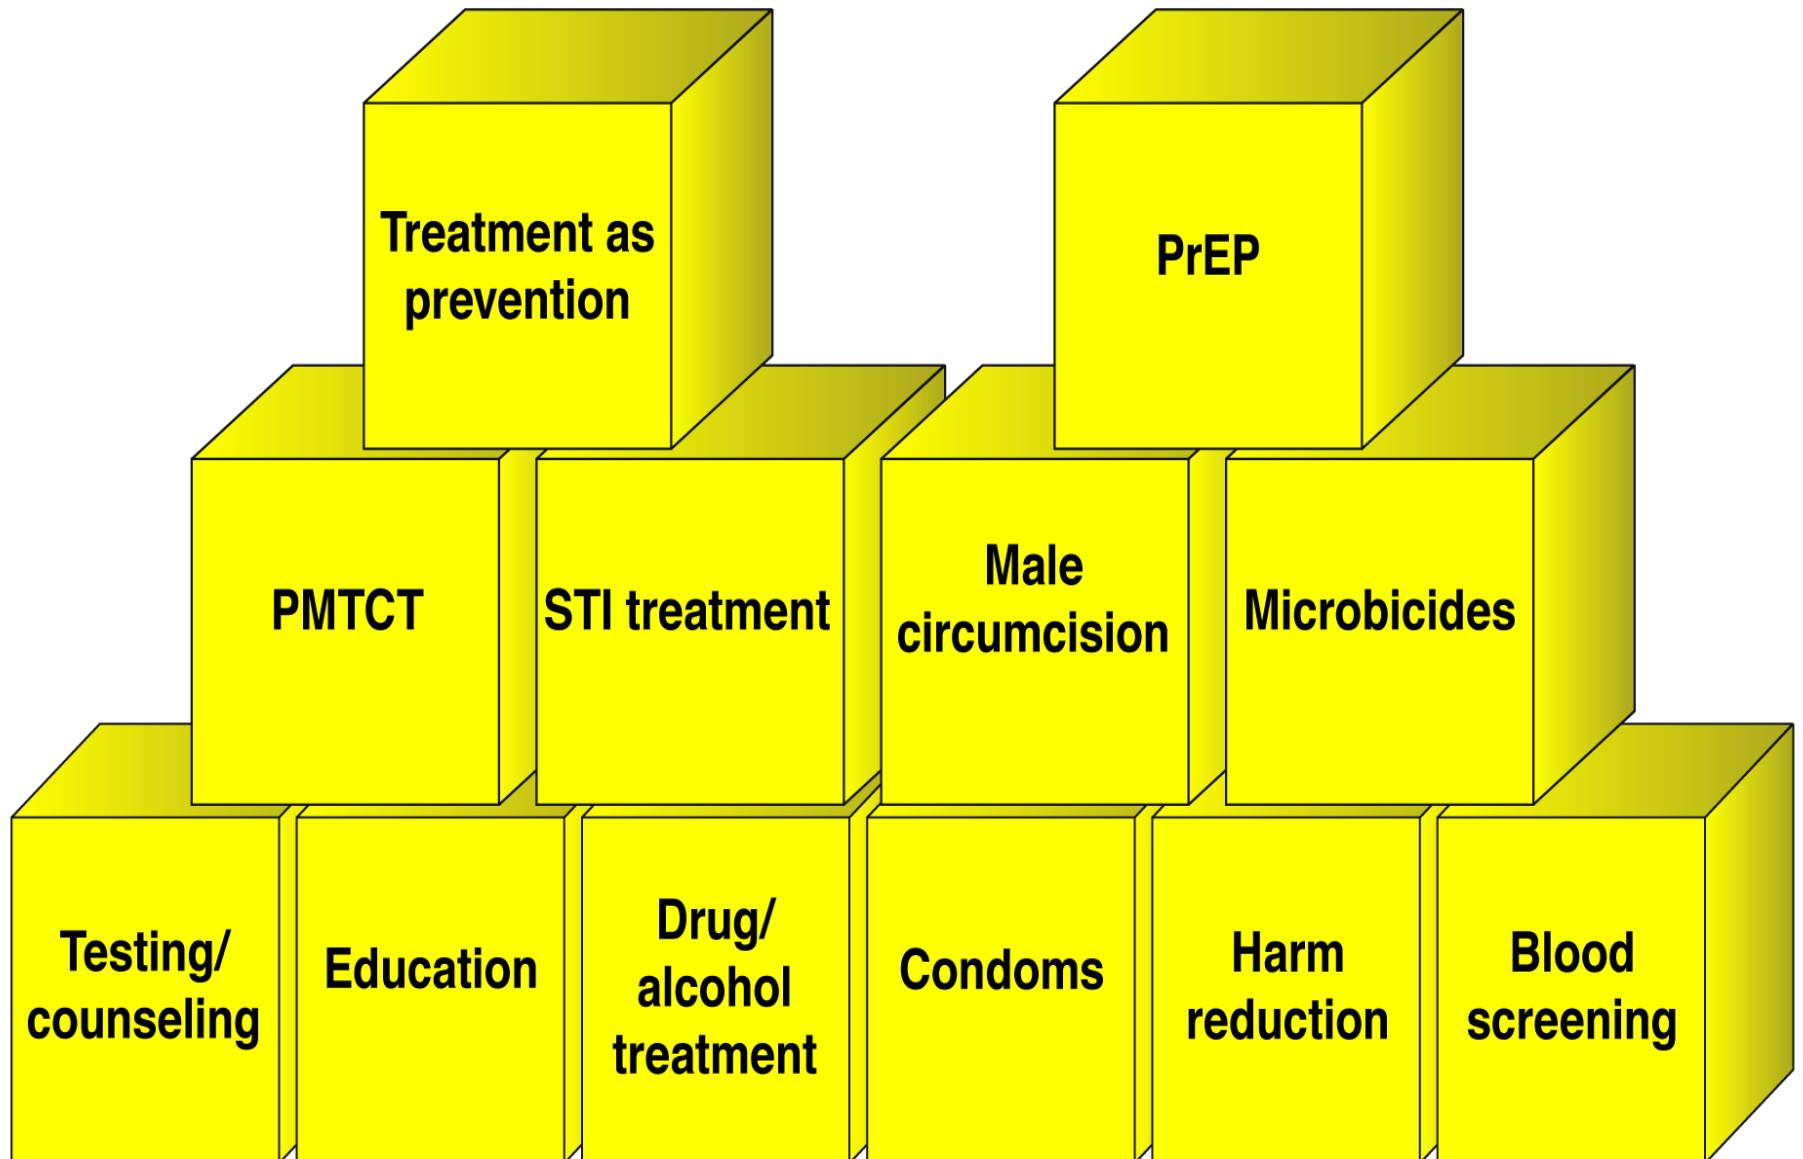 Treatment as
prevention
PrEP
PMTCT
STI treatment
Male
circumcision
Microbicides
Testing/
counseling
Education
Drug/
alcohol
treatment
Condoms
Harm
reduction
Blood
screening